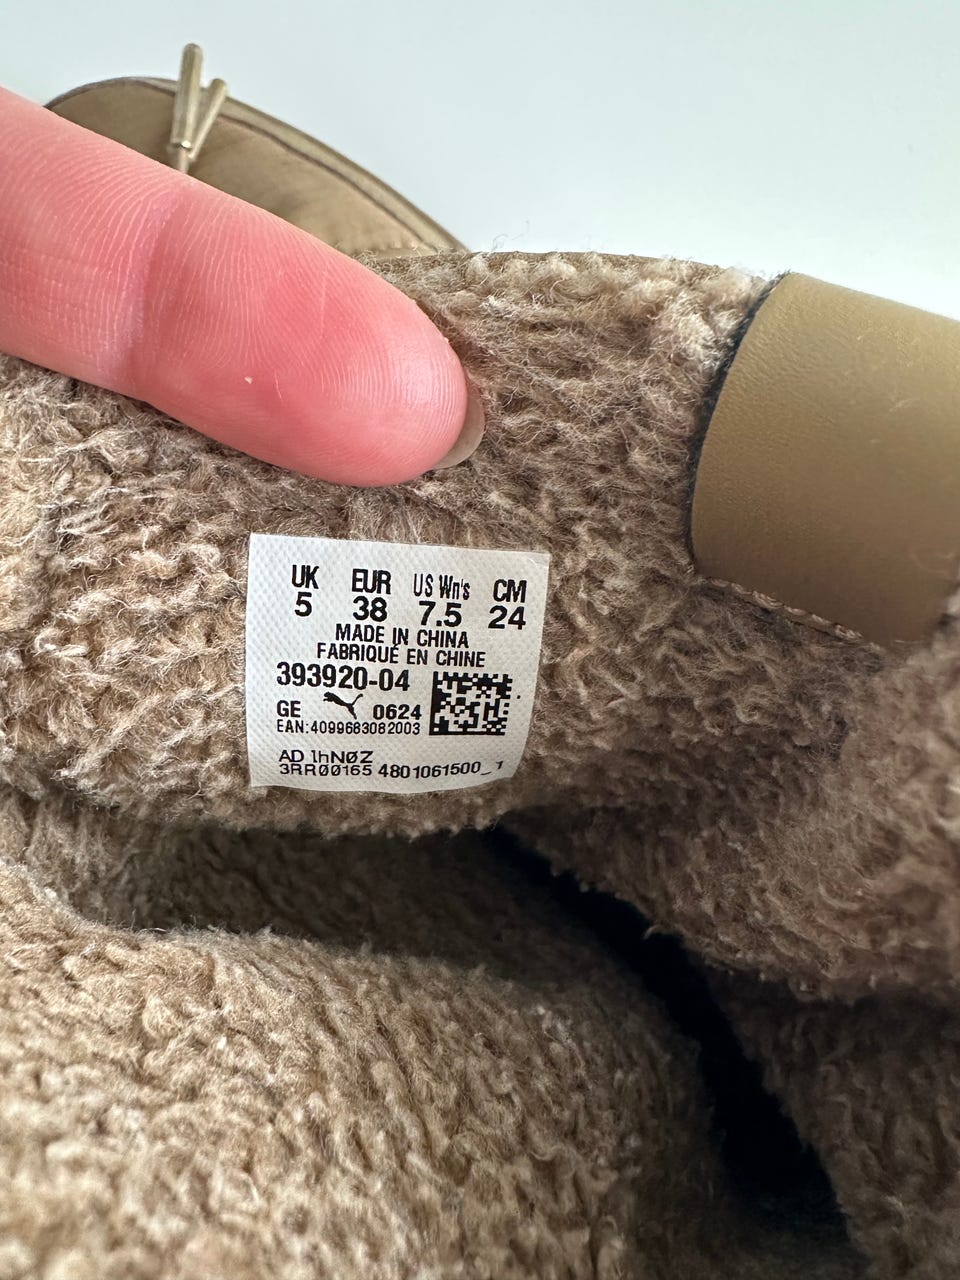 UK EUR US Wn's CM
5 38 7.5 24
MADE IN CHINA
FABRIQUÉ EN CHINE
393920-04
GE 0624
EAN:4099683082003
AD 1hNØZ
3RR00165 4801061500_1